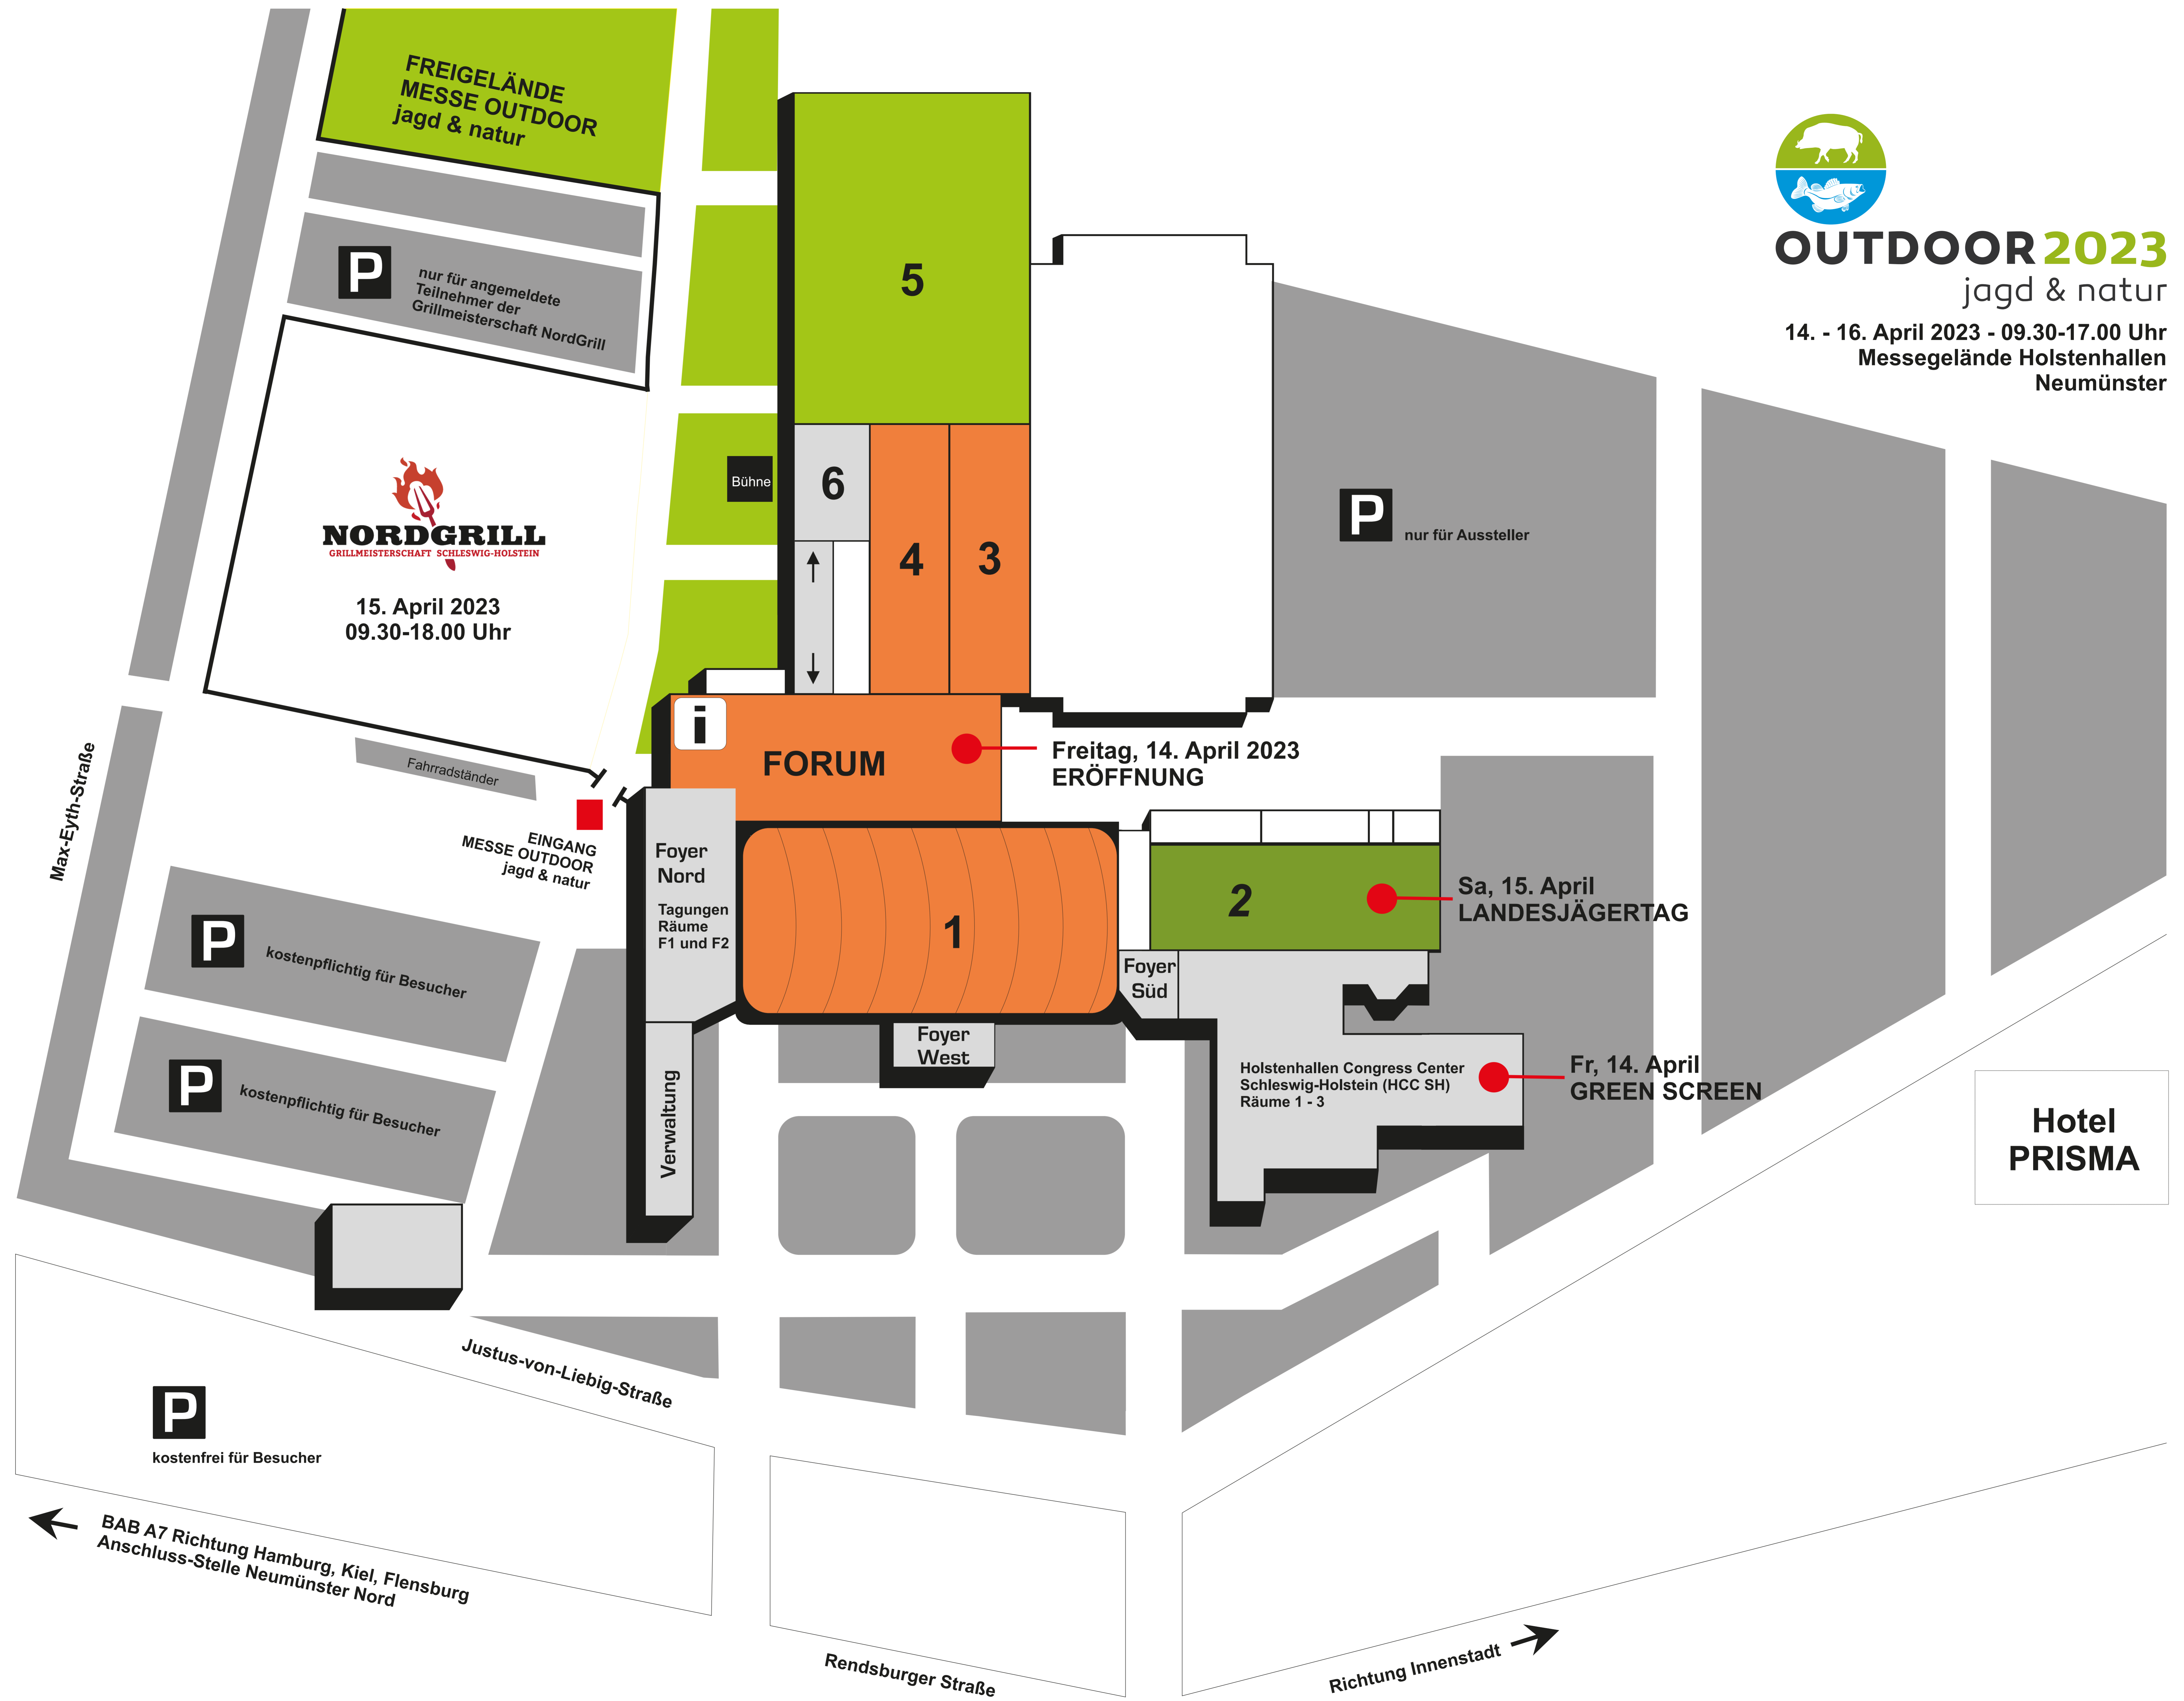 FREIGELÄNDE
MESSE OUTDOOR
jagd & natur
P
nur für angemeldete
Teilnehmer der
Grillmeisterschaft NordGrill
NORDGRILL
GRILLMEISTERSCHAFT SCHLESWIG-HOLSTEIN
15. April 2023
09.30-18.00 Uhr
OUTDOOR 2023
jagd & natur
14. - 16. April 2023 - 09.30-17.00 Uhr
Messegelände Holstenhallen
Neumünster
5
6
4
3
Bühne
P
nur für Aussteller
i
FORUM
Freitag, 14. April 2023
ERÖFFNUNG
Fahrradständer
EINGANG
MESSE OUTDOOR
jagd & natur
Max-Eyth-Straße
Foyer
Nord
Tagungen
Räume
F1 und F2
1
2
Sa, 15. April
LANDESJÄGERTAG
P
kostenpflichtig für Besucher
P
kostenpflichtig für Besucher
Foyer
Süd
Foyer
West
Verwaltung
Holstenhallen Congress Center
Schleswig-Holstein (HCC SH)
Räume 1 - 3
Fr, 14. April
GREEN SCREEN
Hotel
PRISMA
Justus-von-Liebig-Straße
P
kostenfrei für Besucher
BAB A7 Richtung Hamburg, Kiel, Flensburg
Anschluss-Stelle Neumünster Nord
Rendsburger Straße
Richtung Innenstadt